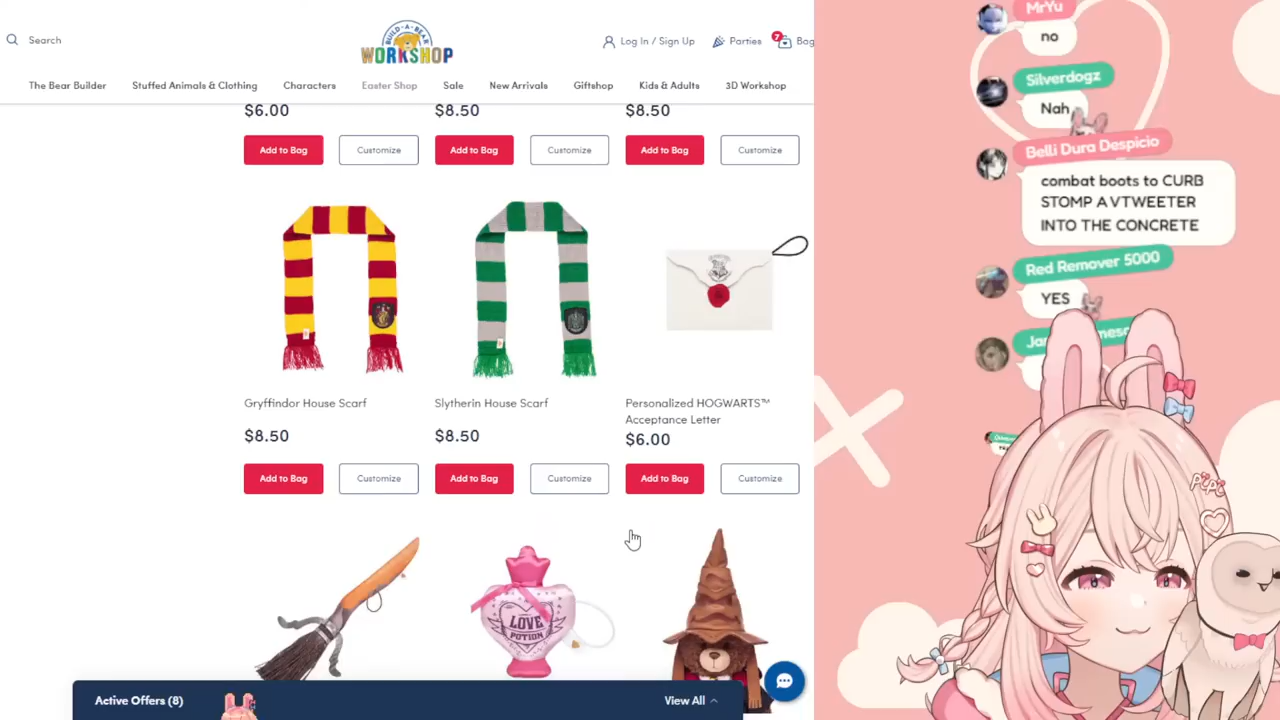 Search
BUILD-A-BEAR
WORKSHOP
Log In / Sign Up
Parties
7
Bag
The Bear Builder
Stuffed Animals & Clothing
Characters
Easter Shop
Sale
New Arrivals
Giftshop
Kids & Adults
3D Workshop
$6.00
$8.50
$8.50
Add to Bag
Customize
Add to Bag
Customize
Add to Bag
Customize
Gryffindor House Scarf
Slytherin House Scarf
Personalized HOGWARTS™
Acceptance Letter
$8.50
$8.50
$6.00
Add to Bag
Customize
Add to Bag
Customize
Add to Bag
Customize
LOVE
POTION
Active Offers (8)
View All
MrYu
no
Silverdogz
Nah
Belli Dura Despicio
combat boots to CURB
STOMP A VTWEETER
INTO THE CONCRETE
Red Remover 5000
YES
PiPi